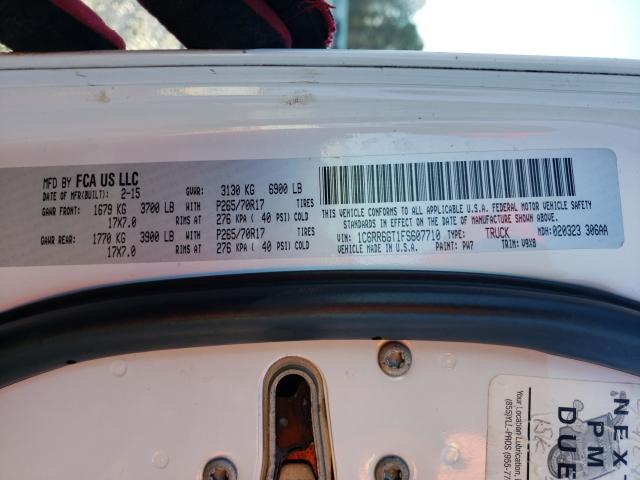 MFD BY FCA US LLC
DATE OF MFR(BUILT): 2-15 GVWR: 3130 KG 6900 LB
GAWR FRONT: 1679 KG 3700 LB WITH P265/70R17 TIRES
17X7.0 RIMS AT 276 KPA ( 40 PSI) COLD
GAWR REAR: 1770 KG 3900 LB WITH P265/70R17 TIRES
17X7.0 RIMS AT 276 KPA ( 40 PSI) COLD
THIS VEHICLE CONFORMS TO ALL APPLICABLE U.S.A. FEDERAL MOTOR VEHICLE SAFETY
STANDARDS IN EFFECT ON THE DATE OF MANUFACTURE SHOWN ABOVE.
VIN: 1C6RR6GT1FS607710 TYPE: TRUCK MDH: 020323 306AA
VEHICLE MADE IN U.S.A. PAINT: PW7 TRIM: V9X8
NEX
PM
DUE
Your Location Lubrication,